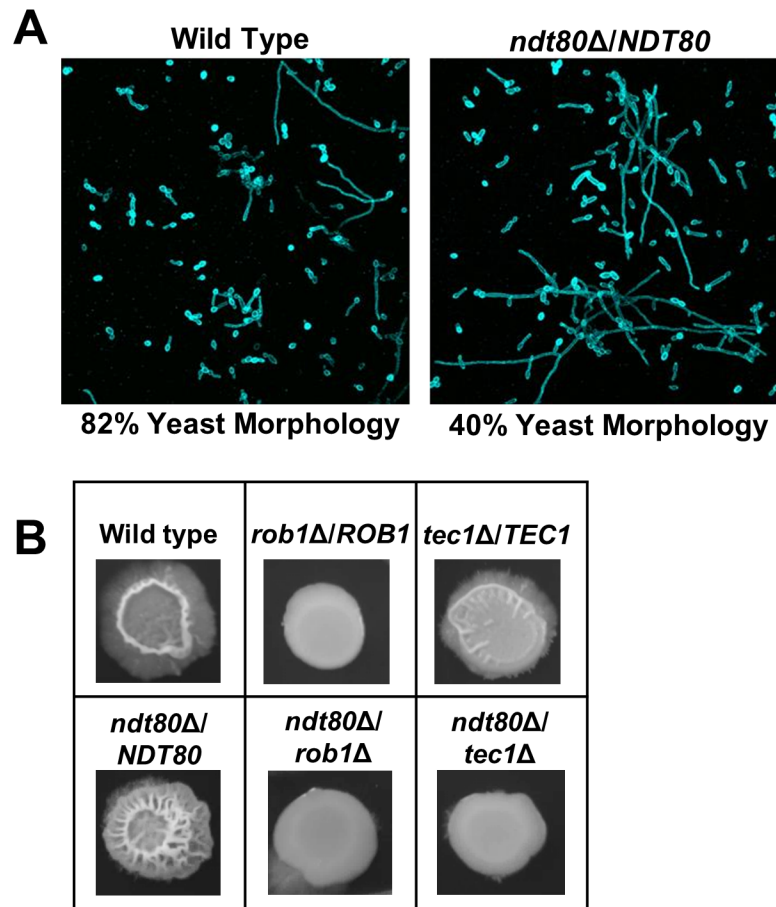 A
Wild Type
ndt80Δ/NDT80
82% Yeast Morphology
40% Yeast Morphology
B
Wild type
rob1Δ/ROB1
tec1Δ/TEC1
ndt80Δ/
NDT80
ndt80Δ/
rob1Δ
ndt80Δ/
tec1Δ